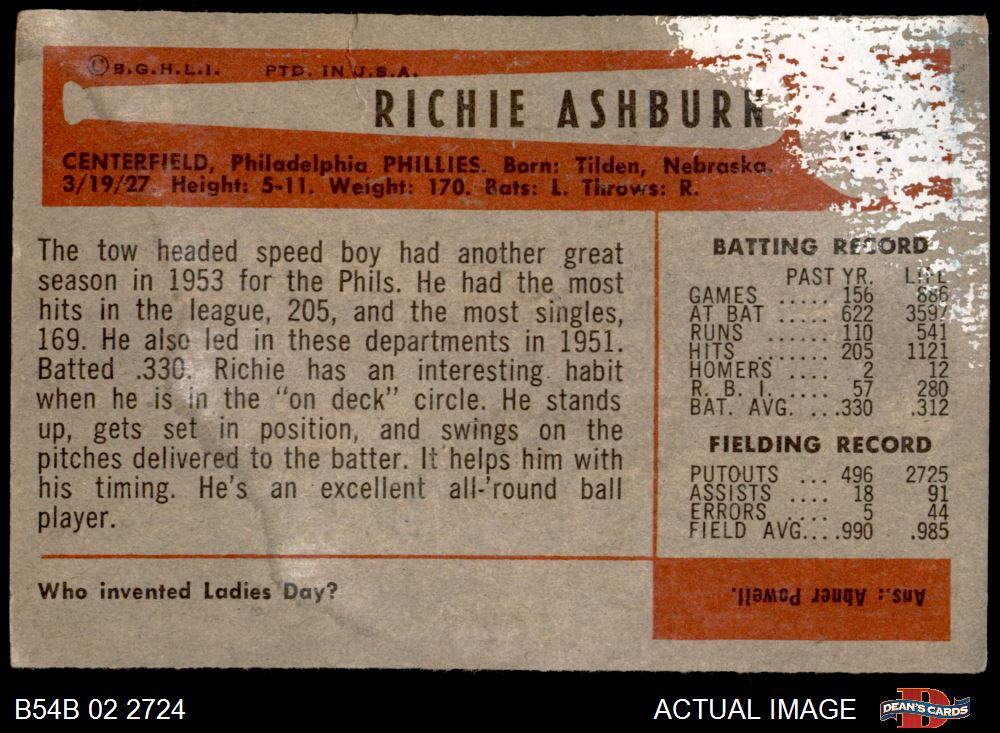 © B.G.H.L.I. PTD. IN U.S.A.
RICHIE ASHBURN
CENTERFIELD, Philadelphia PHILLIES. Born: Tilden, Nebraska,
3/19/27 Height: 5-11. Weight: 170. Bats: L. Throws: R.
The tow headed speed boy had another great
season in 1953 for the Phils. He had the most
hits in the league, 205, and the most singles,
169. He also led in these departments in 1951.
Batted .330. Richie has an interesting habit
when he is in the “on deck” circle. He stands
up, gets set in position, and swings on the
pitches delivered to the batter. It helps him with
his timing. He's an excellent all-'round ball
player.
Who invented Ladies Day?
BATTING RECORD
PAST YR. LIFE
GAMES ..... 156 886
AT BAT ..... 622 3597
RUNS ...... 110 541
HITS ....... 205 1121
HOMERS .... 2 12
R. B. I. ..... 57 280
BAT. AVG. ...330 .312
FIELDING RECORD
PUTOUTS ... 496 2725
ASSISTS .... 18 91
ERRORS ..... 5 44
FIELD AVG....990 .985
Ans.: Abner Powell.
B54B 02 2724
ACTUAL IMAGE
D
DEAN'S CARDS